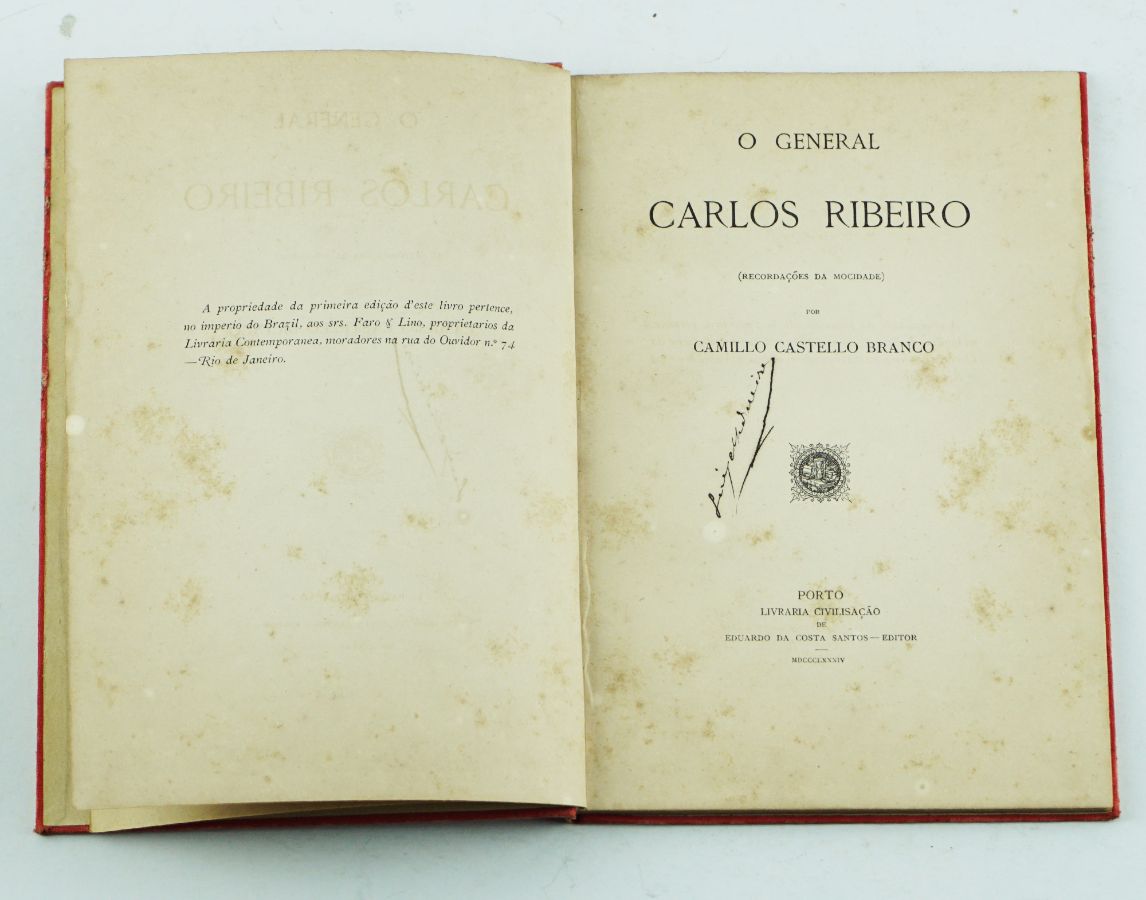 A propriedade da primeira edição d'este livro pertence,
no imperio do Brazil, aos srs. Faro & Lino, proprietarios da
Livraria Contemporanea, moradores na rua do Ouvidor n.º 74
—Rio de Janeiro.
O GENERAL
CARLOS RIBEIRO
(RECORDAÇÕES DA MOCIDADE)
POR
CAMILLO CASTELLO BRANCO
PORTO
LIVRARIA CIVILISAÇÃO
DE
EDUARDO DA COSTA SANTOS—EDITOR
MDCCCLXXXIV